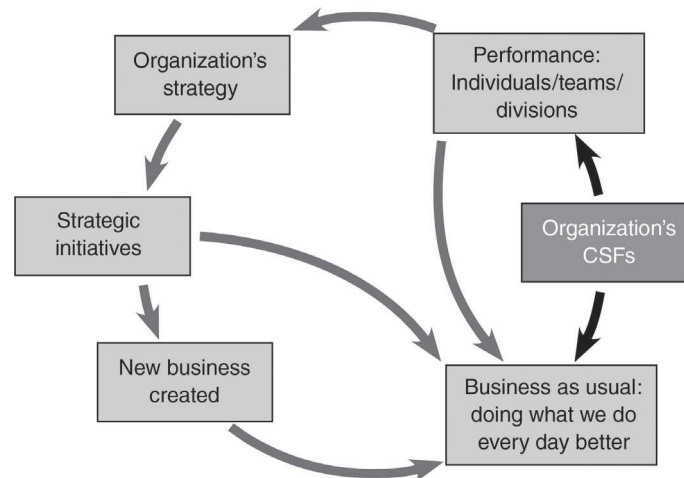 Organization's
strategy
Performance:
Individuals/teams/
divisions
Strategic
initiatives
Organization's
CSFs
New business
created
Business as usual:
doing what we do
every day better